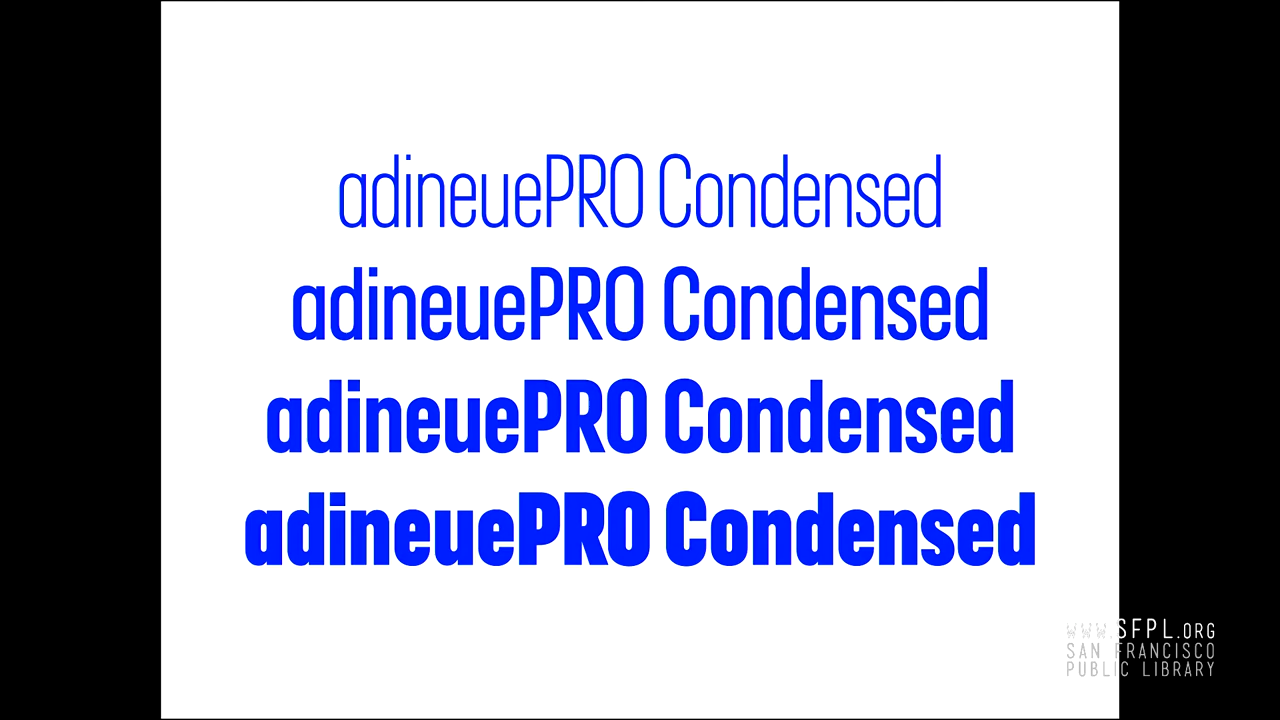 adineuePRO Condensed
adineuePRO Condensed
adineuePRO Condensed
adineuePRO Condensed
WWW.SFPL.ORG
SAN FRANCISCO
PUBLIC LIBRARY